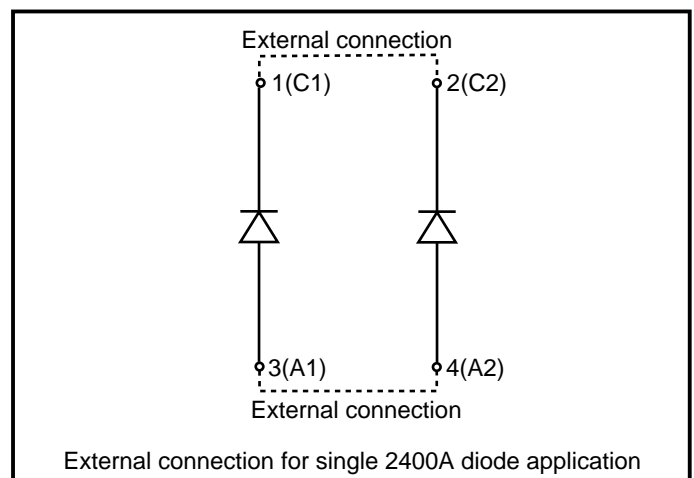 External connection
1(C1) 2(C2)
3(A1) 4(A2)
External connection
External connection for single 2400A diode application